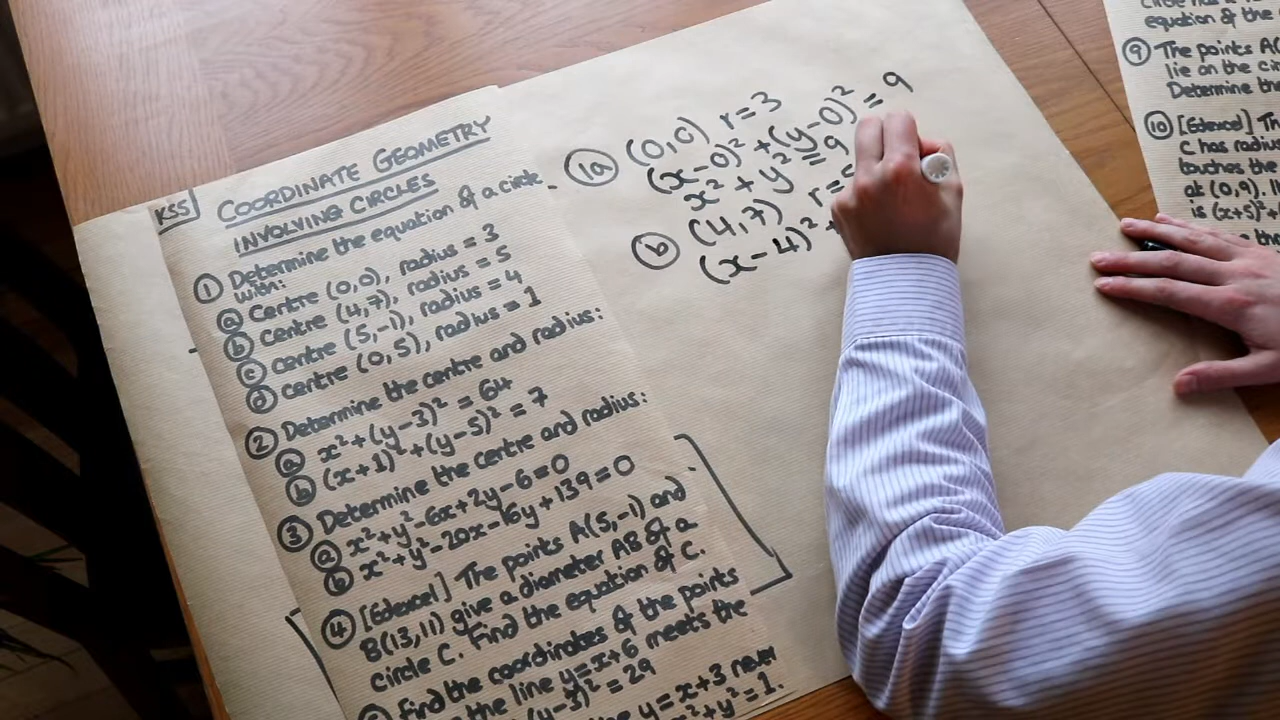 KS5
COORDINATE GEOMETRY
INVOLVING CIRCLES
① Determine the equation of a circle
with:
ⓐ Centre (0,0), radius = 3
ⓑ Centre (4,7), radius = 5
ⓒ centre (5,-1), radius = 4
ⓓ centre (0,5), radius = 1
② Determine the centre and radius:
ⓐ x² + (y-3)² = 64
ⓑ (x+1)² + (y-5)² = 7
③ Determine the centre and radius:
ⓐ x²+y²-6x+2y-6=0
ⓑ x²+y²-20x-16y+139=0
④ [Edexcel] The points A(5,-1) and
B(13,11) give a diameter AB of a
circle C. Find the equation of C.
Find the coordinates of the points
the line y=x+6 meets the
(y-3)² = 29
the y=x+3 never
x²+y²=1.
1a (0,0) r=3
(x-0)² + (y-0)² = 9
x² + y² = 9
ⓑ (4,7) r=
(x-4)² +
equation of the
⑨ The points A(
lie on the cir
Determine the
⑩ [Edexcel] Th
C has radiu
touches the
at (0,9).
is (x+5)²+